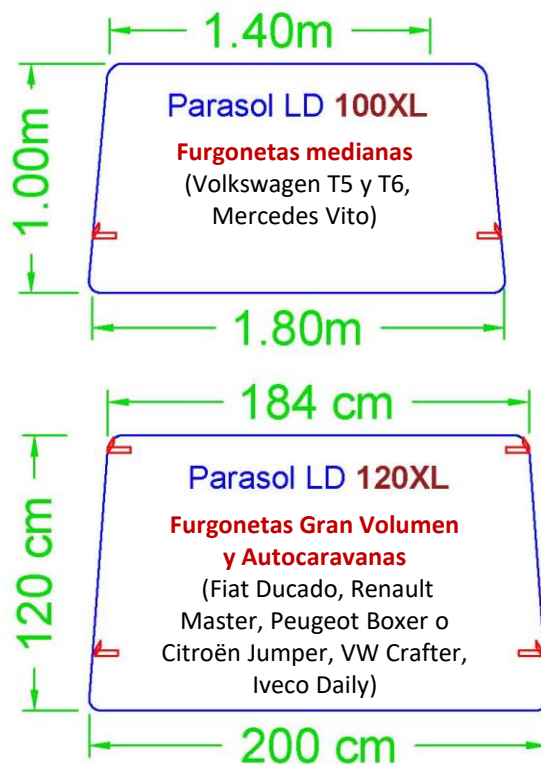 1.40m
1.00m
Parasol LD 100XL
Furgonetas medianas
(Volkswagen T5 y T6,
Mercedes Vito)
1.80m
184 cm
120 cm
Parasol LD 120XL
Furgonetas Gran Volumen
y Autocaravanas
(Fiat Ducado, Renault
Master, Peugeot Boxer o
Citroën Jumper, VW Crafter,
Iveco Daily)
200 cm